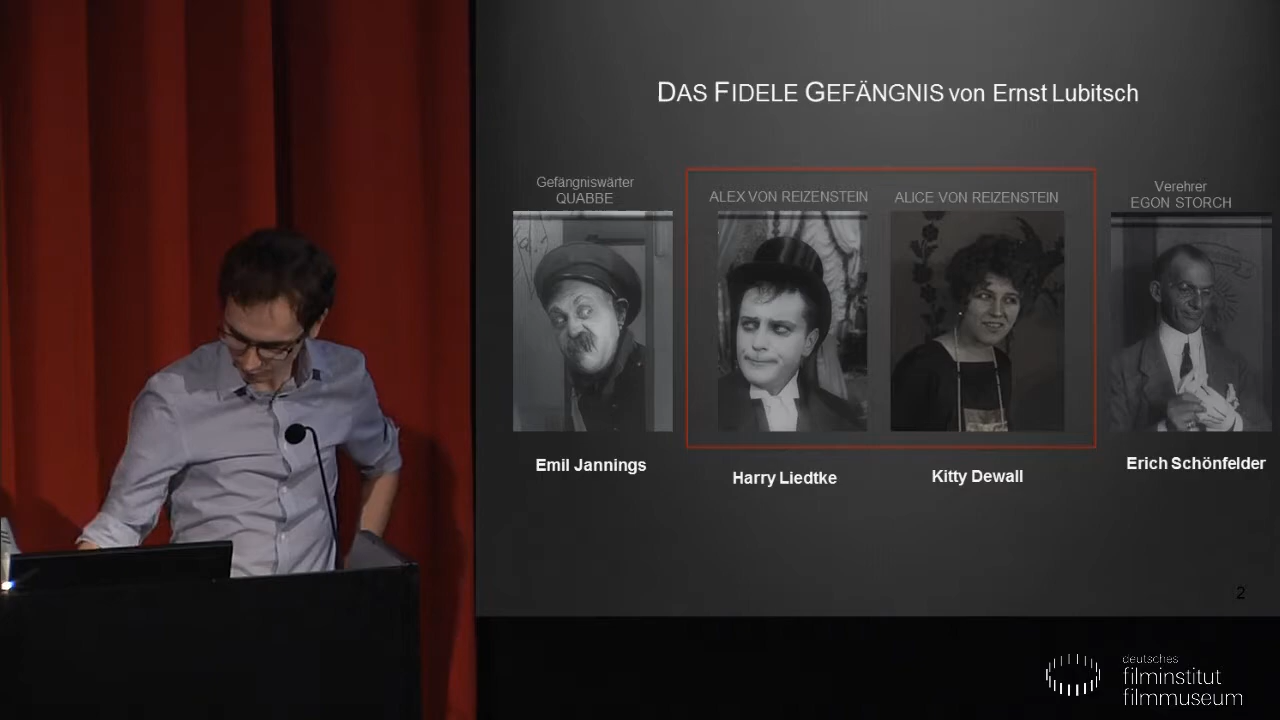 DAS FIDELE GEFÄNGNIS von Ernst Lubitsch
Gefängniswärter
QUABBE
ALEX VON REIZENSTEIN
ALICE VON REIZENSTEIN
Verehrer
EGON STORCH
Emil Jannings
Harry Liedtke
Kitty Dewall
Erich Schönfelder
2
deutsches
filminstitut
filmmuseum